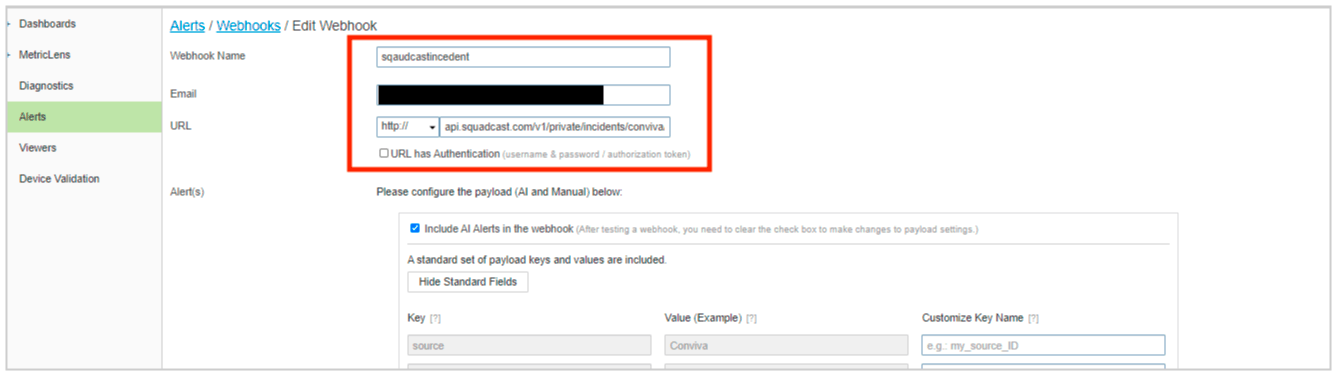 Dashboards
MetricLens
Diagnostics
Alerts
Viewers
Device Validation
Alerts / Webhooks / Edit Webhook
Webhook Name
sqaudcastincedent
Email
URL
http://
api.squadcast.com/v1/private/incidents/conviva/
URL has Authentication (username & password / authorization token)
Alert(s)
Please configure the payload (AI and Manual) below:
Include AI Alerts in the webhook (After testing a webhook, you need to clear the check box to make changes to payload settings.)
A standard set of payload keys and values are included.
Hide Standard Fields
Key [?] Value (Example) [?] Customize Key Name [?]
source Conviva e.g.: my_source_ID